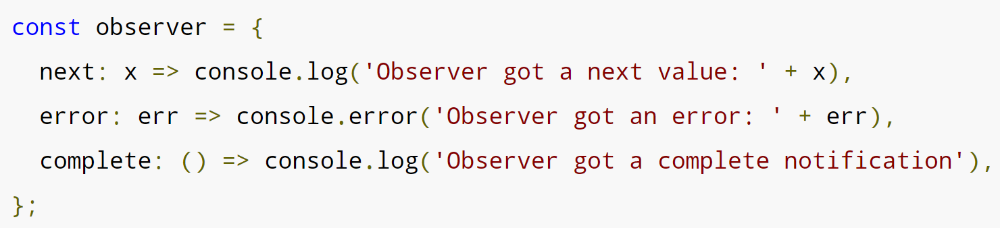 const observer = {
  next: x => console.log('Observer got a next value: ' + x),
  error: err => console.error('Observer got an error: ' + err),
  complete: () => console.log('Observer got a complete notification'),
};